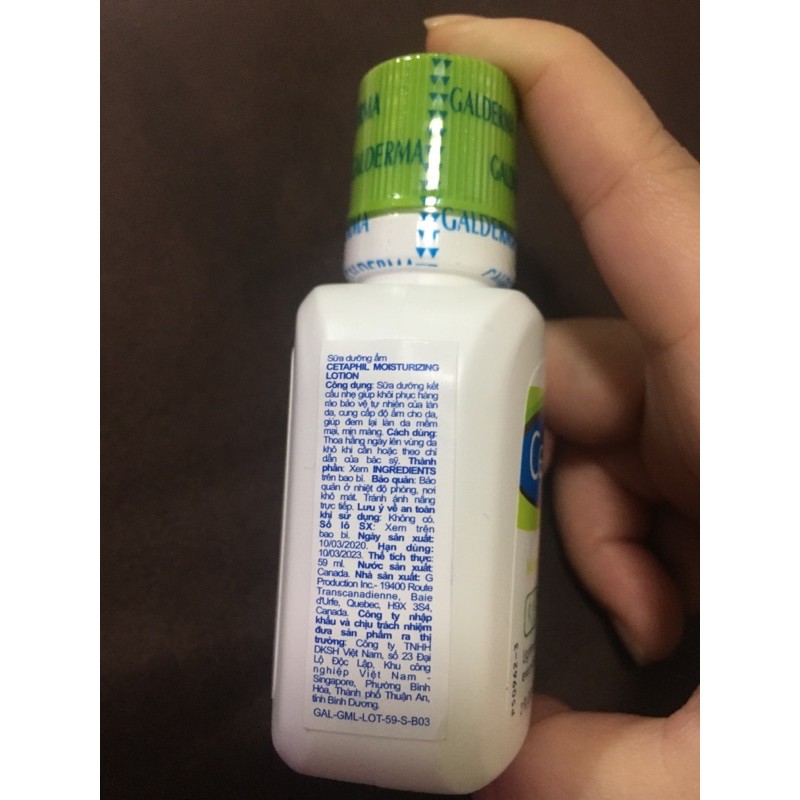 GALDERMA
GALDERMA
GALDERMA
Sữa dưỡng ẩm
CETAPHIL MOISTURIZING
LOTION
Công dụng: Sữa dưỡng kết
cấu nhẹ giúp khôi phục hàng
rào bảo vệ tự nhiên của làn
da, cung cấp độ ẩm cho da,
giúp đem lại làn da mềm
mại, mịn màng. Cách dùng:
Thoa hằng ngày lên vùng da
khô khi cần hoặc theo chỉ
dẫn của bác sỹ. Thành
phần: Xem INGREDIENTS
trên bao bì. Bảo quản: Bảo
quản ở nhiệt độ phòng, nơi
khô mát. Tránh ánh nắng
trực tiếp. Lưu ý về an toàn
khi sử dụng: Không có.
Số lô SX: Xem trên
bao bì. Ngày sản xuất:
10/03/2020. Hạn dùng:
10/03/2023. Thể tích thực:
59 ml. Nước sản xuất:
Canada. Nhà sản xuất: G
Production Inc.- 19400 Route
Transcanadienne, Baie
d'Urfe, Quebec, H9X 3S4,
Canada. Công ty nhập
khẩu và chịu trách nhiệm
đưa sản phẩm ra thị
trường: Công ty TNHH
DKSH Việt Nam, số 23 Đại
Lộ Độc Lập, Khu công
nghiệp Việt Nam -
Singapore, Phường Bình
Hòa, Thành phố Thuận An,
tỉnh Bình Dương.
GAL-GML-LOT-59-S-B03
P50962-3